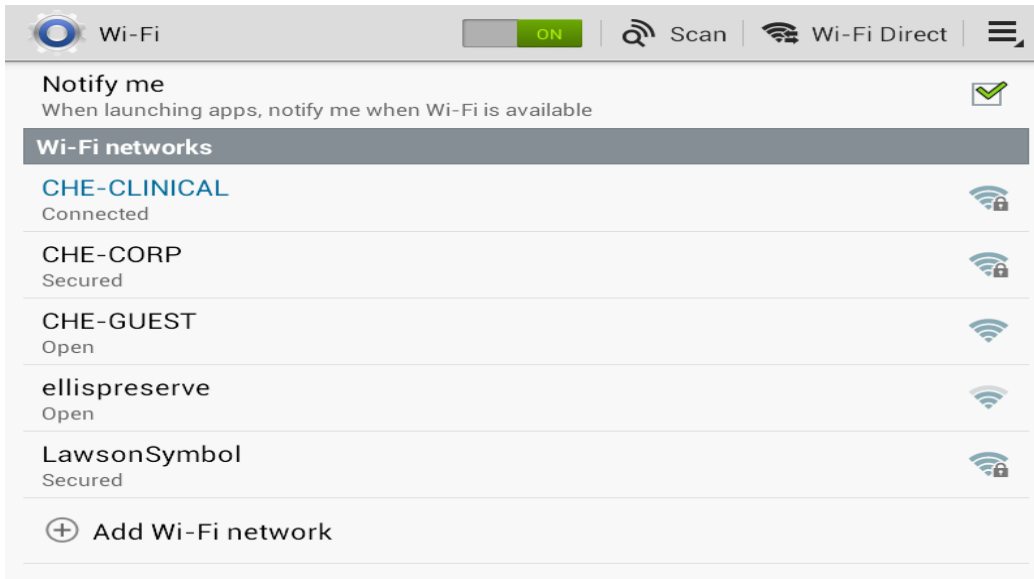 Wi-Fi ON Scan Wi-Fi Direct
Notify me
When launching apps, notify me when Wi-Fi is available
Wi-Fi networks
CHE-CLINICAL
Connected
CHE-CORP
Secured
CHE-GUEST
Open
ellispreserve
Open
LawsonSymbol
Secured
Add Wi-Fi network